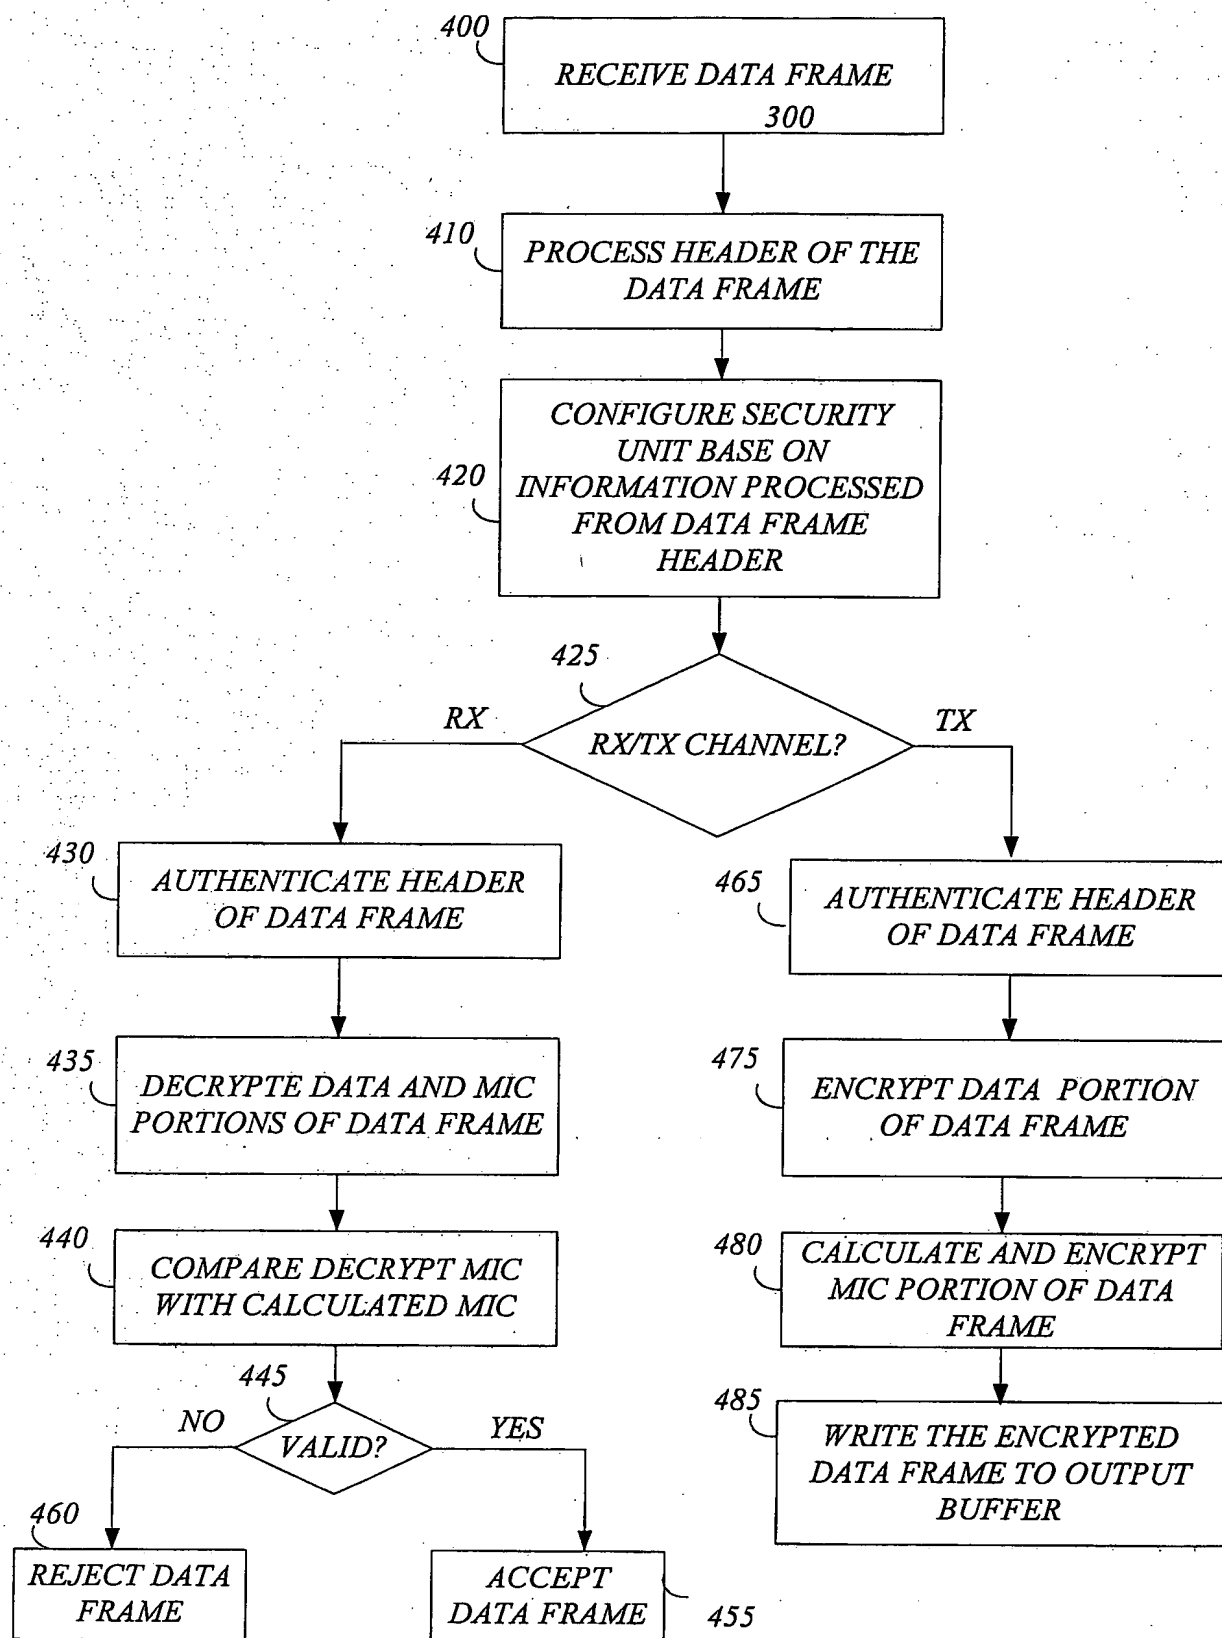 400
RECEIVE DATA FRAME
300
410
PROCESS HEADER OF THE
DATA FRAME
420
CONFIGURE SECURITY
UNIT BASE ON
INFORMATION PROCESSED
FROM DATA FRAME
HEADER
425
RX
RX/TX CHANNEL?
TX
430
AUTHENTICATE HEADER
OF DATA FRAME
435
DECRYPTE DATA AND MIC
PORTIONS OF DATA FRAME
440
COMPARE DECRYPT MIC
WITH CALCULATED MIC
445
NO
VALID?
YES
460
REJECT DATA
FRAME
ACCEPT
DATA FRAME
455
465
AUTHENTICATE HEADER
OF DATA FRAME
475
ENCRYPT DATA PORTION
OF DATA FRAME
480
CALCULATE AND ENCRYPT
MIC PORTION OF DATA
FRAME
485
WRITE THE ENCRYPTED
DATA FRAME TO OUTPUT
BUFFER